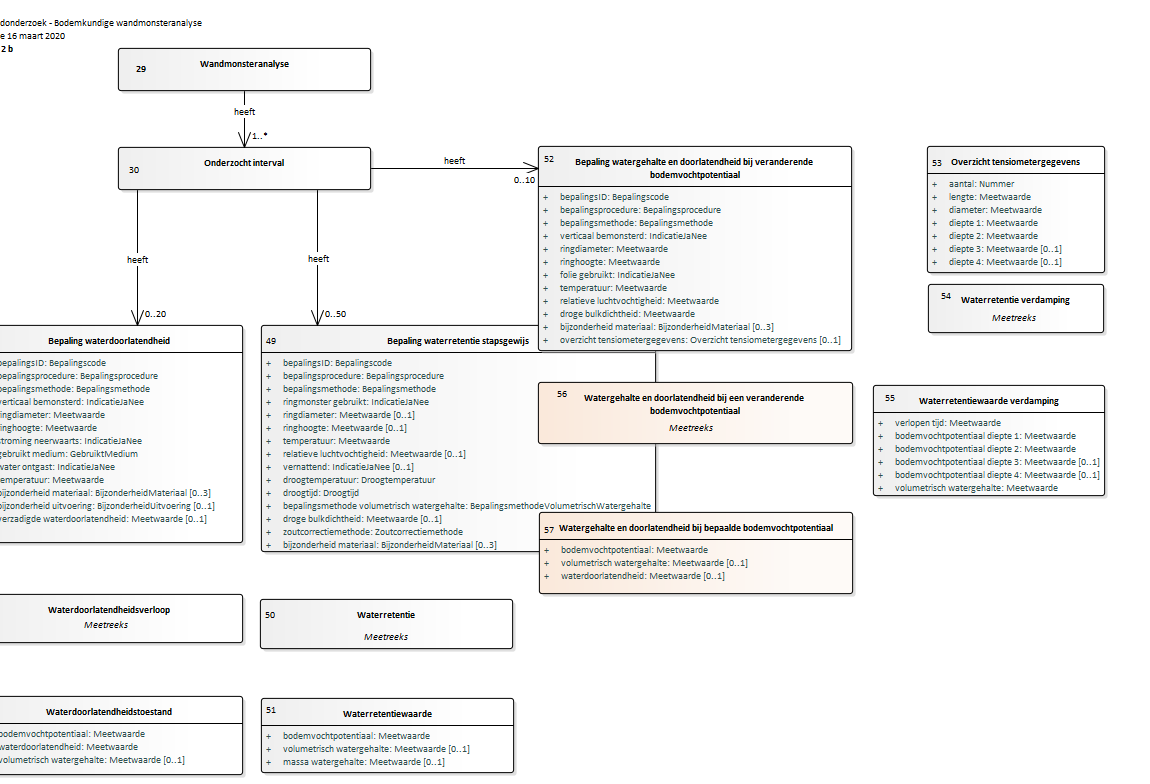 donderzoek - Bodemkundige wandmonsteranalyse
e 16 maart 2020
2 b
29
Wandmonsteranalyse
heeft
1..*
30
Onderzocht interval
heeft
0..10
heeft
heeft
0..20
0..50
52
Bepaling watergehalte en doorlatendheid bij veranderende
bodemvochtpotentiaal
+ bepalingsID: Bepalingscode
+ bepalingsprocedure: Bepalingsprocedure
+ bepalingsmethode: Bepalingsmethode
+ verticaal bemonsterd: IndicatieJaNee
+ ringdiameter: Meetwaarde
+ ringhoogte: Meetwaarde
+ folie gebruikt: IndicatieJaNee
+ temperatuur: Meetwaarde
+ relatieve luchtvochtigheid: Meetwaarde
+ droge bulkdichtheid: Meetwaarde
+ bijzonderheid materiaal: BijzonderheidMateriaal [0..3]
+ overzicht tensiometergegevens: Overzicht tensiometergegevens [0..1]
53
Overzicht tensiometergegevens
+ aantal: Nummer
+ lengte: Meetwaarde
+ diameter: Meetwaarde
+ diepte 1: Meetwaarde
+ diepte 2: Meetwaarde
+ diepte 3: Meetwaarde [0..1]
+ diepte 4: Meetwaarde [0..1]
54
Waterretentie verdamping
Meetreeks
Bepaling waterdoorlatendheid
bepalingsID: Bepalingscode
bepalingsprocedure: Bepalingsprocedure
bepalingsmethode: Bepalingsmethode
verticaal bemonsterd: IndicatieJaNee
ringdiameter: Meetwaarde
ringhoogte: Meetwaarde
stroming neerwaarts: IndicatieJaNee
gebruikt medium: GebruiktMedium
water ontgast: IndicatieJaNee
temperatuur: Meetwaarde
bijzonderheid materiaal: BijzonderheidMateriaal [0..3]
bijzonderheid uitvoering: BijzonderheidUitvoering [0..1]
verzadigde waterdoorlatendheid: Meetwaarde [0..1]
49
Bepaling waterretentie stapsgewijs
+ bepalingsID: Bepalingscode
+ bepalingsprocedure: Bepalingsprocedure
+ bepalingsmethode: Bepalingsmethode
+ ringmonster gebruikt: IndicatieJaNee
+ ringdiameter: Meetwaarde [0..1]
+ ringhoogte: Meetwaarde [0..1]
+ temperatuur: Meetwaarde
+ relatieve luchtvochtigheid: Meetwaarde [0..1]
+ vernattend: IndicatieJaNee [0..1]
+ droogtemperatuur: Droogtemperatuur
+ droogtijd: Droogtijd
+ bepalingsmethode volumetrisch watergehalte: BepalingsmethodeVolumetrischWatergehalte
+ droge bulkdichtheid: Meetwaarde [0..1]
+ zoutcorrectiemethode: Zoutcorrectiemethode
+ bijzonderheid materiaal: BijzonderheidMateriaal [0..3]
56
Watergehalte en doorlatendheid bij een veranderende
bodemvochtpotentiaal
Meetreeks
55
Waterretentiewaarde verdamping
+ verlopen tijd: Meetwaarde
+ bodemvochtpotentiaal diepte 1: Meetwaarde
+ bodemvochtpotentiaal diepte 2: Meetwaarde
+ bodemvochtpotentiaal diepte 3: Meetwaarde [0..1]
+ bodemvochtpotentiaal diepte 4: Meetwaarde [0..1]
+ volumetrisch watergehalte: Meetwaarde
57
Watergehalte en doorlatendheid bij bepaalde bodemvochtpotentiaal
+ bodemvochtpotentiaal: Meetwaarde
+ volumetrisch watergehalte: Meetwaarde [0..1]
+ waterdoorlatendheid: Meetwaarde [0..1]
Waterdoorlatendheidsverloop
Meetreeks
50
Waterretentie
Meetreeks
Waterdoorlatendheidstoestand
bodemvochtpotentiaal: Meetwaarde
waterdoorlatendheid: Meetwaarde
volumetrisch watergehalte: Meetwaarde [0..1]
51
Waterretentiewaarde
+ bodemvochtpotentiaal: Meetwaarde
+ volumetrisch watergehalte: Meetwaarde [0..1]
+ massa watergehalte: Meetwaarde [0..1]